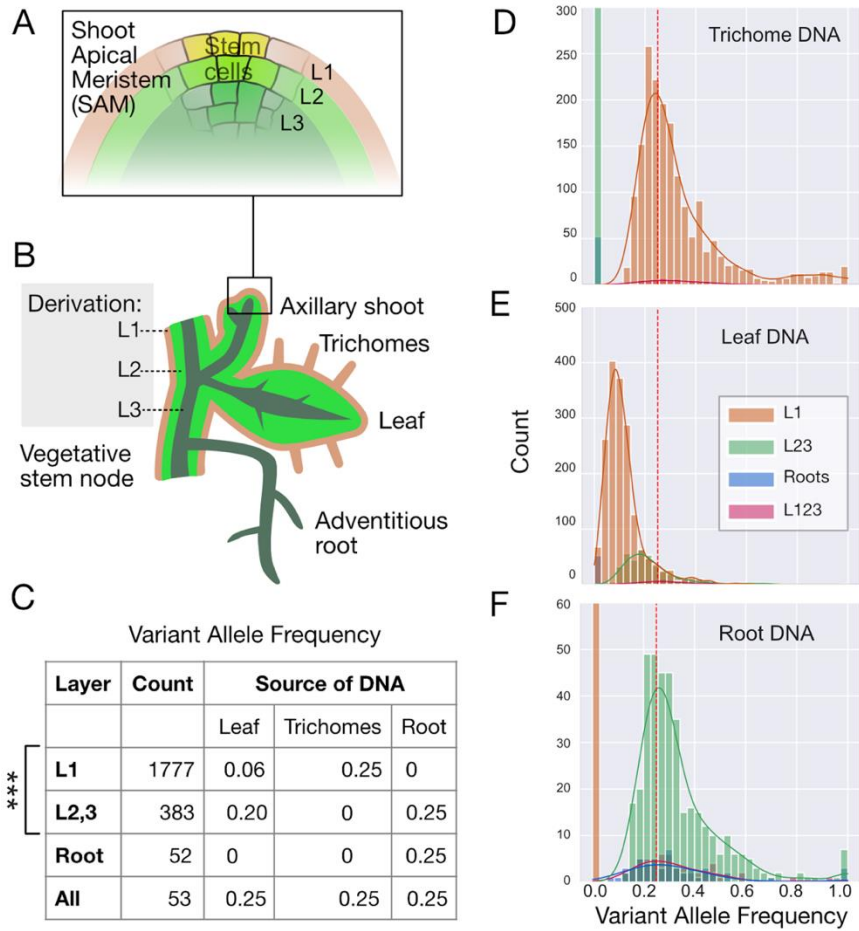 A
Shoot
Apical
Meristem
(SAM)
Stem
cells
L1
L2
L3
B
Derivation:
L1
L2
L3
Axillary shoot
Trichomes
Leaf
Vegetative
stem node
Adventitious
root
C
Variant Allele Frequency
Layer Count Source of DNA
Leaf Trichomes Root
L1 1777 0.06 0.25 0
L2,3 383 0.20 0 0.25
Root 52 0 0 0.25
All 53 0.25 0.25 0.25
***
D
Trichome DNA
300
250
200
150
100
50
0
E
Leaf DNA
500
400
300
200
100
0
Count
L1
L23
Roots
L123
F
Root DNA
60
50
40
30
20
10
0
0.0 0.2 0.4 0.6 0.8 1.0
Variant Allele Frequency